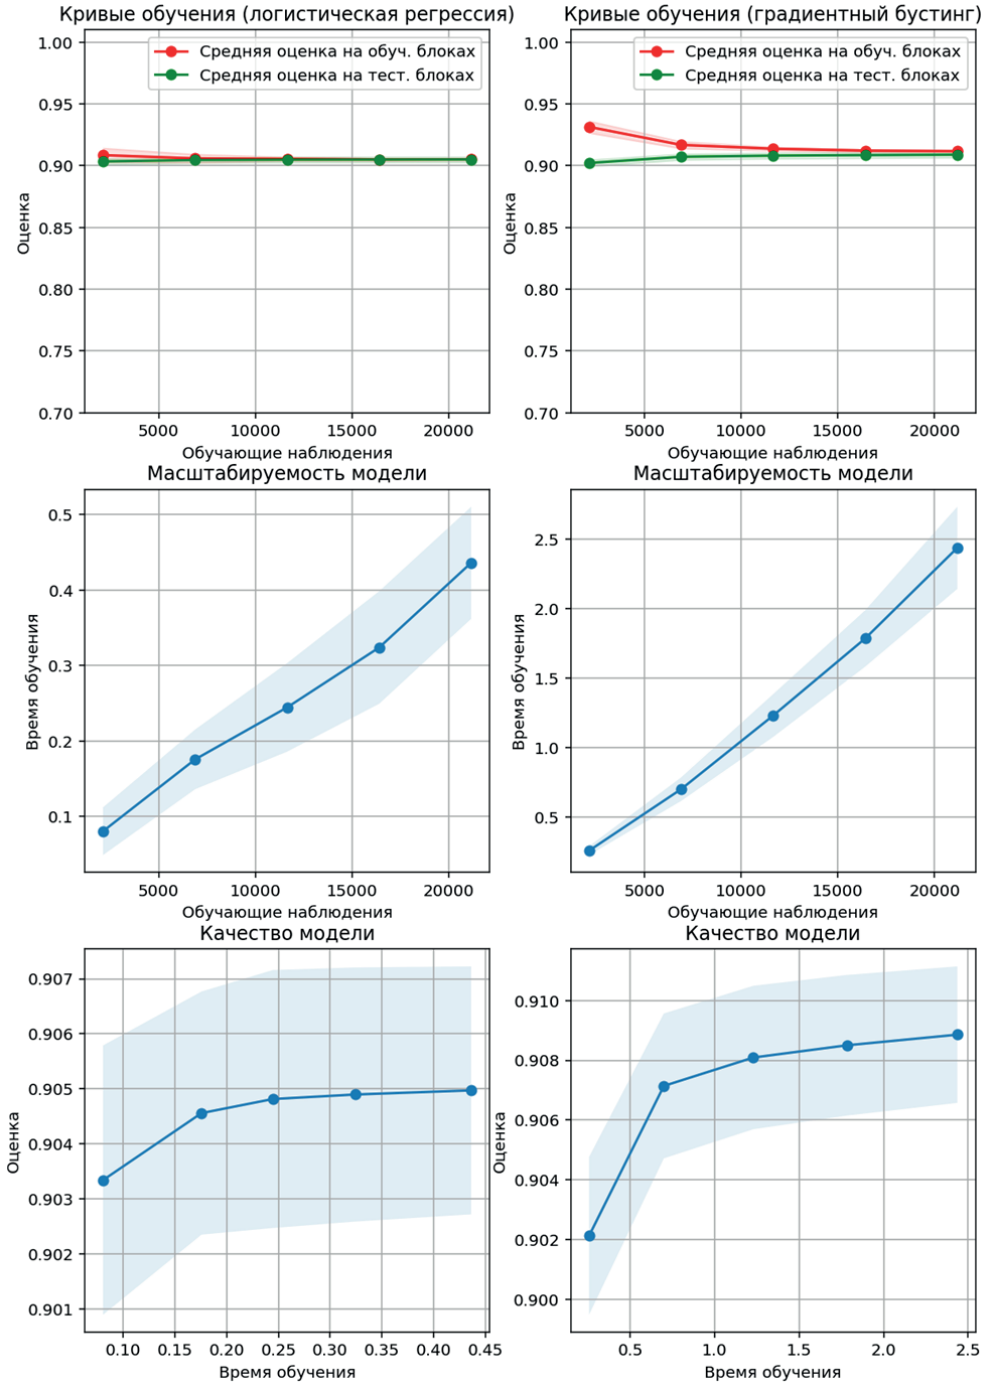 Кривые обучения (логистическая регрессия)
1.00
0.95
0.90
0.85
0.80
0.75
0.70
Оценка
Средняя оценка на обуч. блоках
Средняя оценка на тест. блоках
5000 10000 15000 20000
Обучающие наблюдения
Кривые обучения (градиентный бустинг)
1.00
0.95
0.90
0.85
0.80
0.75
0.70
Оценка
Средняя оценка на обуч. блоках
Средняя оценка на тест. блоках
5000 10000 15000 20000
Обучающие наблюдения
Масштабируемость модели
0.5
0.4
0.3
0.2
0.1
Время обучения
5000 10000 15000 20000
Обучающие наблюдения
Масштабируемость модели
2.5
2.0
1.5
1.0
0.5
Время обучения
5000 10000 15000 20000
Обучающие наблюдения
Качество модели
0.907
0.906
0.905
0.904
0.903
0.902
0.901
Оценка
0.10 0.15 0.20 0.25 0.30 0.35 0.40 0.45
Время обучения
Качество модели
0.910
0.908
0.906
0.904
0.902
0.900
Оценка
0.5 1.0 1.5 2.0 2.5
Время обучения